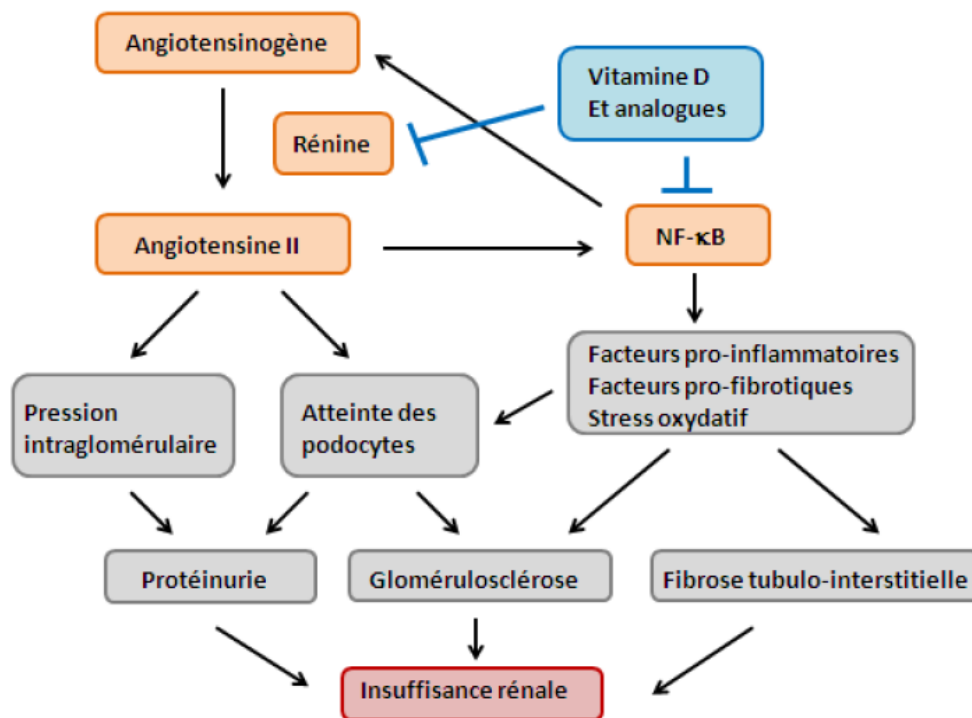 Angiotensinogène
Vitamine D
Et analogues
Rénine
Angiotensine II
NF-κB
Facteurs pro-inflammatoires
Facteurs pro-fibrotiques
Stress oxydatif
Pression
intraglomérulaire
Atteinte des
podocytes
Protéinurie
Glomérulosclérose
Fibrose tubulo-interstitielle
Insuffisance rénale